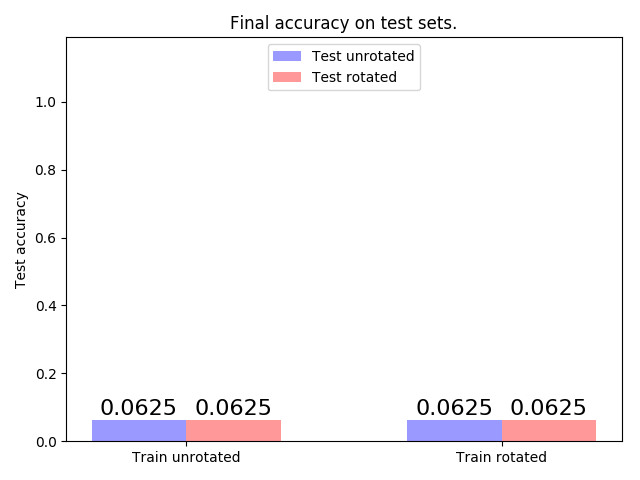 Final accuracy on test sets.
Test unrotated
Test rotated
Test accuracy
1.0
0.8
0.6
0.4
0.2
0.0
0.0625 0.0625 0.0625 0.0625
Train unrotated Train rotated